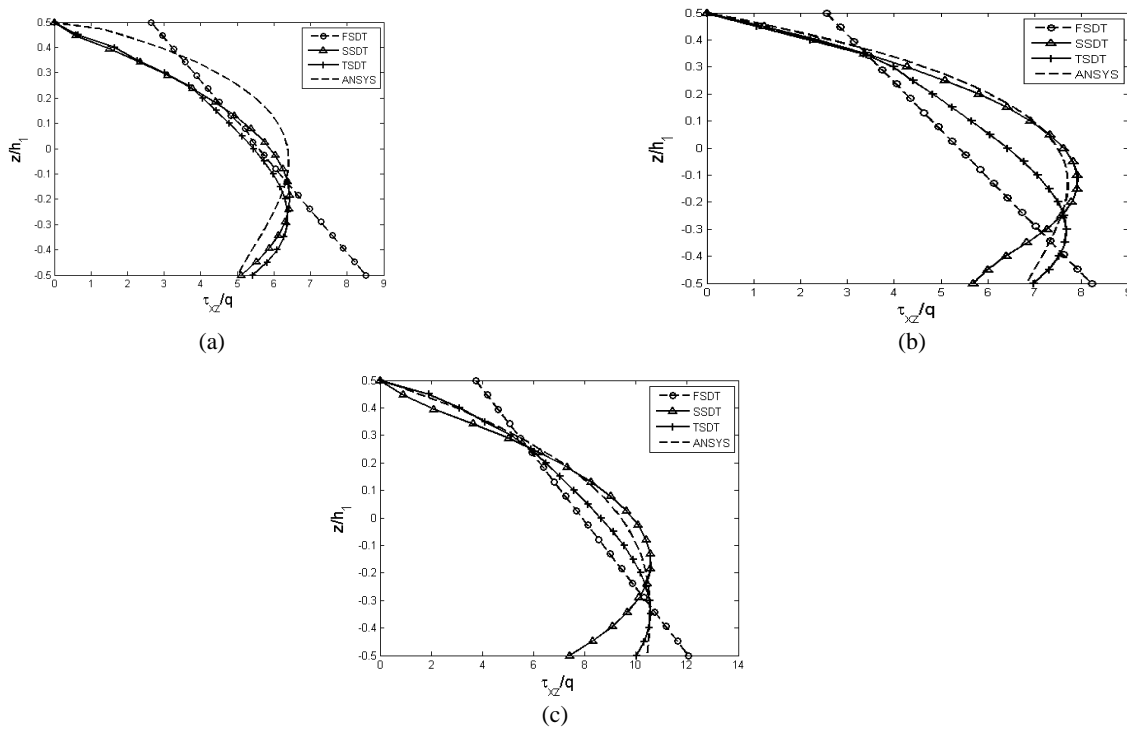 0.5
0.4
0.3
0.2
0.1
0
-0.1
-0.2
-0.3
-0.4
-0.5
z/h1
0 1 2 3 4 5 6 7 8 9
τxz/q
FSDT
SSDT
TSDT
ANSYS
(a)
0.5
0.4
0.3
0.2
0.1
0
-0.1
-0.2
-0.3
-0.4
-0.5
z/h1
0 1 2 3 4 5 6 7 8 9
τxz/q
FSDT
SSDT
TSDT
ANSYS
(b)
0.5
0.4
0.3
0.2
0.1
0
-0.1
-0.2
-0.3
-0.4
-0.5
z/h1
0 2 4 6 8 10 12 14
τxz/q
FSDT
SSDT
TSDT
ANSYS
(c)